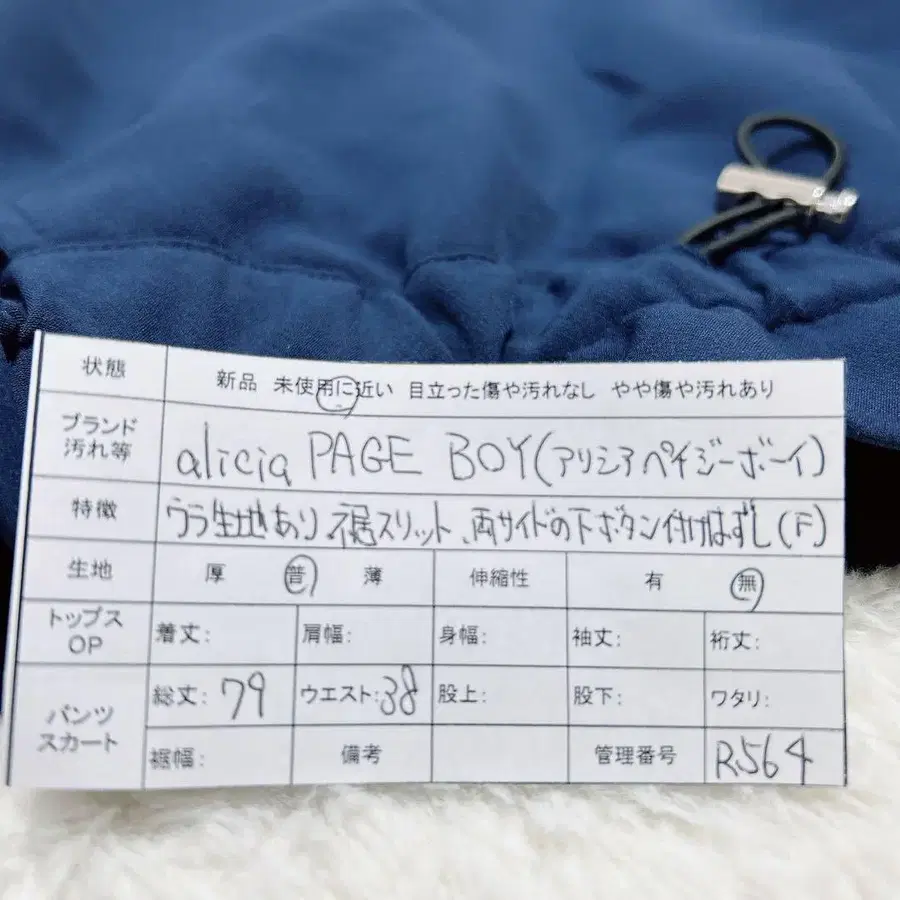 状態 新品 未使用に近い 目立った傷や汚れなし やや傷や汚れあり
ブランド
汚れ等 alicia PAGE BOY(アリシアペイジーボーイ)
特徴 ウラ生地あり、裾スリット、両サイドの下ボタン付けはずし(F)
生地 厚 普 薄 伸縮性 有 無
トップス
OP 着丈: 肩幅: 身幅: 袖丈: 裄丈:
パンツ
スカート 総丈: 79 ウエスト: 38 股上: 股下: ワタリ:
裾幅: 備考 管理番号 R564